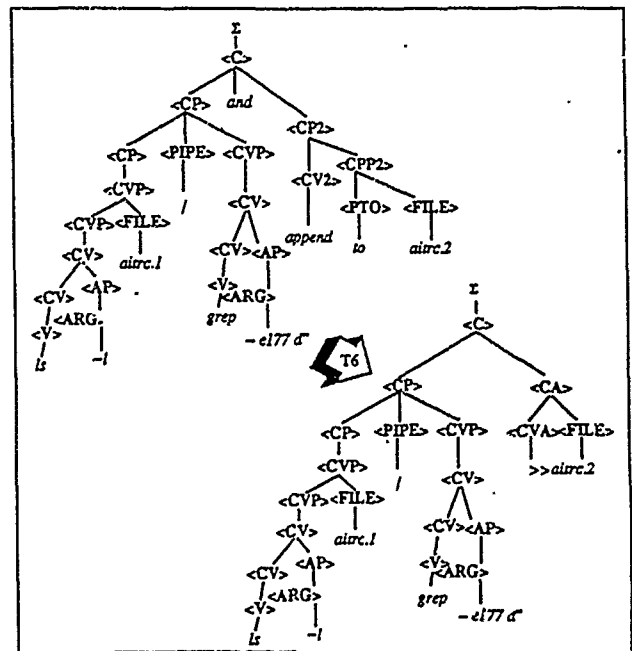 Σ
<C>
<CP> and
<CP2>
<CP> <PIPE> <CVP>
<CPP2>
<CVP> <CV2>
/ <PTO> <FILE>
<CV>
<CVP> <FILE>
append to aitrc.2
<CV> aitrc.1 <CV> <AP>
<CV> <AP>
<V> <ARG>
<V> <ARG>
grep
ls -l
- e177 d"
Σ
<C>
T6
<CP> <CA>
<CP> <PIPE> <CVP> <CVA> <FILE>
<CVP>
/ >> aitrc.2
<CV>
<CVP> <FILE>
<CV> aitrc.1 <CV> <AP>
<CV> <AP>
<V> <ARG>
<V> <ARG>
grep
ls -l
- e177 d"